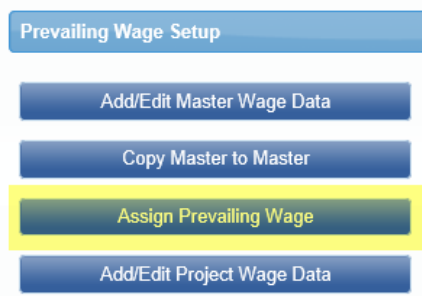 Prevailing Wage Setup
Add/Edit Master Wage Data
Copy Master to Master
Assign Prevailing Wage
Add/Edit Project Wage Data